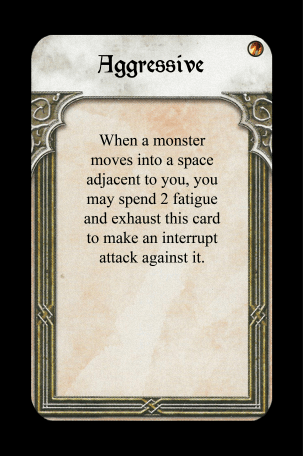 Aggressive
When a monster
moves into a space
adjacent to you, you
may spend 2 fatigue
and exhaust this card
to make an interrupt
attack against it.